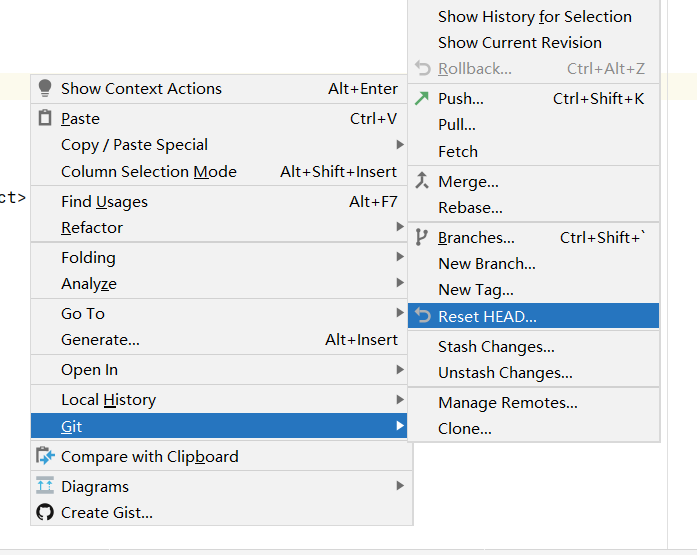 ct>
Show Context Actions Alt+Enter
Paste Ctrl+V
Copy / Paste Special
Column Selection Mode Alt+Shift+Insert
Find Usages Alt+F7
Refactor
Folding
Analyze
Go To
Generate... Alt+Insert
Open In
Local History
Git
Compare with Clipboard
Diagrams
Create Gist...
Show History for Selection
Show Current Revision
Rollback... Ctrl+Alt+Z
Push... Ctrl+Shift+K
Pull...
Fetch
Merge...
Rebase...
Branches... Ctrl+Shift+`
New Branch...
New Tag...
Reset HEAD...
Stash Changes...
Unstash Changes...
Manage Remotes...
Clone...